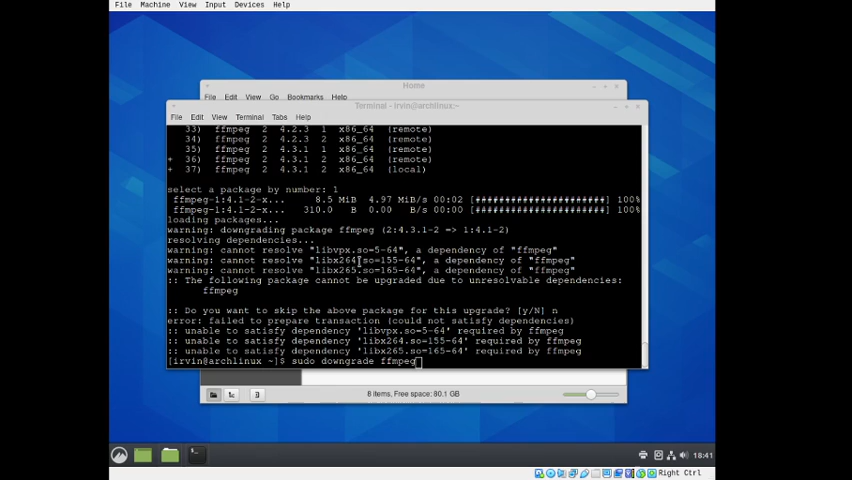 File Machine View Input Devices Help
Home
File Edit View Go Bookmarks Help
Terminal - irvin@archlinux:~
File Edit View Terminal Tabs Help
33) ffmpeg 2 4.2.3 1 x86_64 (remote)
34) ffmpeg 2 4.2.3 2 x86_64 (remote)
35) ffmpeg 2 4.3.1 1 x86_64 (remote)
+ 36) ffmpeg 2 4.3.1 2 x86_64 (remote)
+ 37) ffmpeg 2 4.3.1 2 x86_64 (local)
select a package by number: 1
ffmpeg-1:4.1-2-x... 8.5 MiB 4.97 MiB/s 00:02 [######################] 100%
ffmpeg-1:4.1-2-x... 310.0 B 0.00 B/s 00:00 [######################] 100%
loading packages...
warning: downgrading package ffmpeg (2:4.3.1-2 => 1:4.1-2)
resolving dependencies...
warning: cannot resolve "libvpx.so=5-64", a dependency of "ffmpeg"
warning: cannot resolve "libx264.so=155-64", a dependency of "ffmpeg"
warning: cannot resolve "libx265.so=165-64", a dependency of "ffmpeg"
:: The following package cannot be upgraded due to unresolvable dependencies:
ffmpeg
:: Do you want to skip the above package for this upgrade? [y/N] n
error: failed to prepare transaction (could not satisfy dependencies)
:: unable to satisfy dependency 'libvpx.so=5-64' required by ffmpeg
:: unable to satisfy dependency 'libx264.so=155-64' required by ffmpeg
:: unable to satisfy dependency 'libx265.so=165-64' required by ffmpeg
[irvin@archlinux ~]$ sudo downgrade ffmpeg
8 items, Free space: 80.1 GB
18:41
Right Ctrl